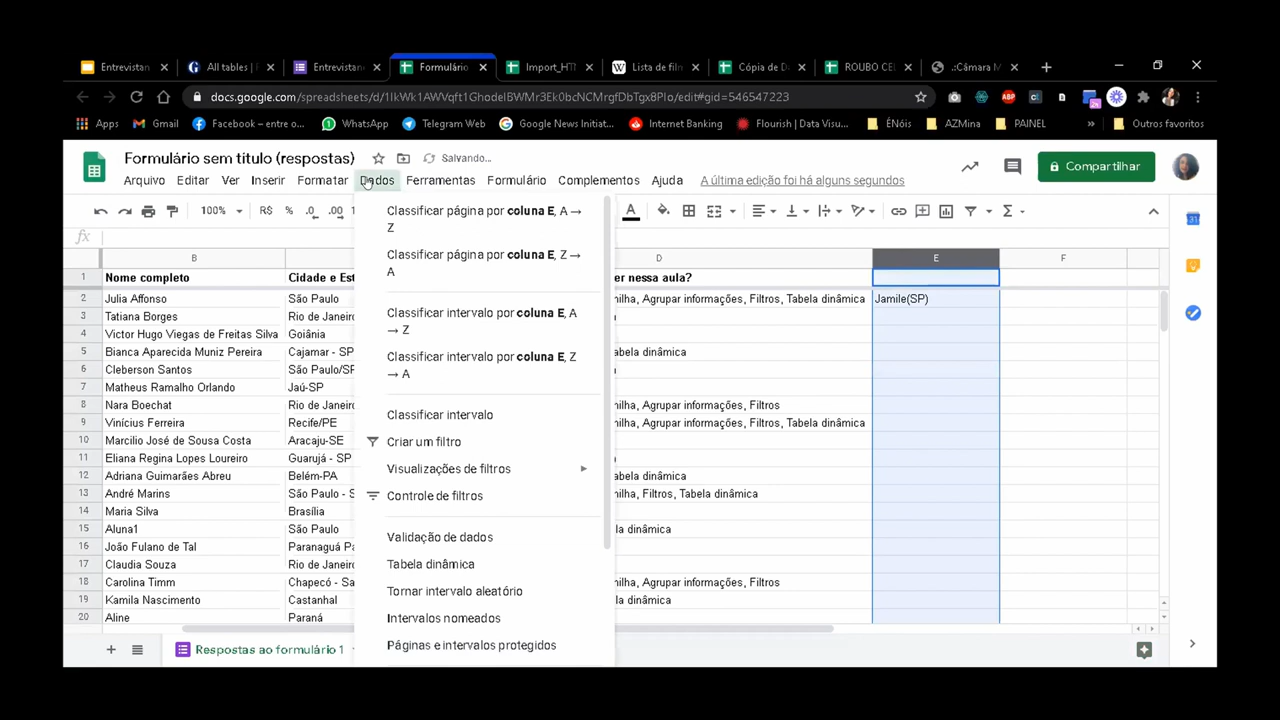 Entrevistan
All tables | F
Entrevistan
Formulário
Import_HT
Lista de filn
Cópia de D
ROUBO CEL
.:Câmara M
docs.google.com/spreadsheets/d/1IkWk1AWVqft1GhodelBWMr3Ek0bcNCMrgfDbTgx8PIo/edit#gid=546547223
Apps
Gmail
Facebook – entre o...
WhatsApp
Telegram Web
Google News Initiat...
Internet Banking
Flourish | Data Visu...
ÉNóis
AZMina
PAINEL
»
Outros favoritos
Formulário sem título (respostas)
Salvando...
Compartilhar
Arquivo Editar Ver Inserir Formatar Dados Ferramentas Formulário Complementos Ajuda
A última edição foi há alguns segundos
100% R$ % .0 .00
fx
B D E F
Classificar página por coluna E, A →
Z
Classificar página por coluna E, Z →
A
Classificar intervalo por coluna E, A
→ Z
Classificar intervalo por coluna E, Z
→ A
Classificar intervalo
Criar um filtro
Visualizações de filtros
Controle de filtros
Validação de dados
Tabela dinâmica
Tornar intervalo aleatório
Intervalos nomeados
Páginas e intervalos protegidos
1 Nome completo Cidade e Est er nessa aula?
2 Julia Affonso São Paulo nilha, Agrupar informações, Filtros, Tabela dinâmica Jamile(SP)
3 Tatiana Borges Rio de Janeiro
4 Victor Hugo Viegas de Freitas Silva Goiânia
5 Bianca Aparecida Muniz Pereira Cajamar - SP abela dinâmica
6 Cleberson Santos São Paulo/SP
7 Matheus Ramalho Orlando Jaú-SP
8 Nara Boechat Rio de Janeiro nilha, Agrupar informações, Filtros
9 Vinícius Ferreira Recife/PE nilha, Agrupar informações, Filtros, Tabela dinâmica
10 Marcilio José de Sousa Costa Aracaju-SE
11 Eliana Regina Lopes Loureiro Guarujá - SP
12 Adriana Guimarães Abreu Belém-PA abela dinâmica
13 André Marins São Paulo - S nilha, Filtros, Tabela dinâmica
14 Maria Silva Brasília
15 Aluna1 São Paulo la dinâmica
16 João Fulano de Tal Paranaguá Pa
17 Claudia Souza Rio de Janeiro
18 Carolina Timm Chapecó - Sa nilha, Agrupar informações, Filtros
19 Kamila Nascimento Castanhal la dinâmica
20 Aline Paraná
Respostas ao formulário 1